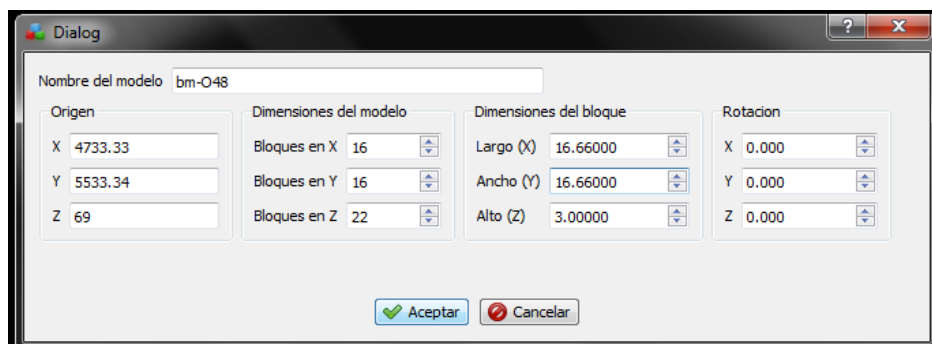 Dialog
Nombre del modelo bm-O48
Origen
X 4733.33
Y 5533.34
Z 69
Dimensiones del modelo
Bloques en X 16
Bloques en Y 16
Bloques en Z 22
Dimensiones del bloque
Largo (X) 16.66000
Ancho (Y) 16.66000
Alto (Z) 3.00000
Rotacion
X 0.000
Y 0.000
Z 0.000
Aceptar
Cancelar